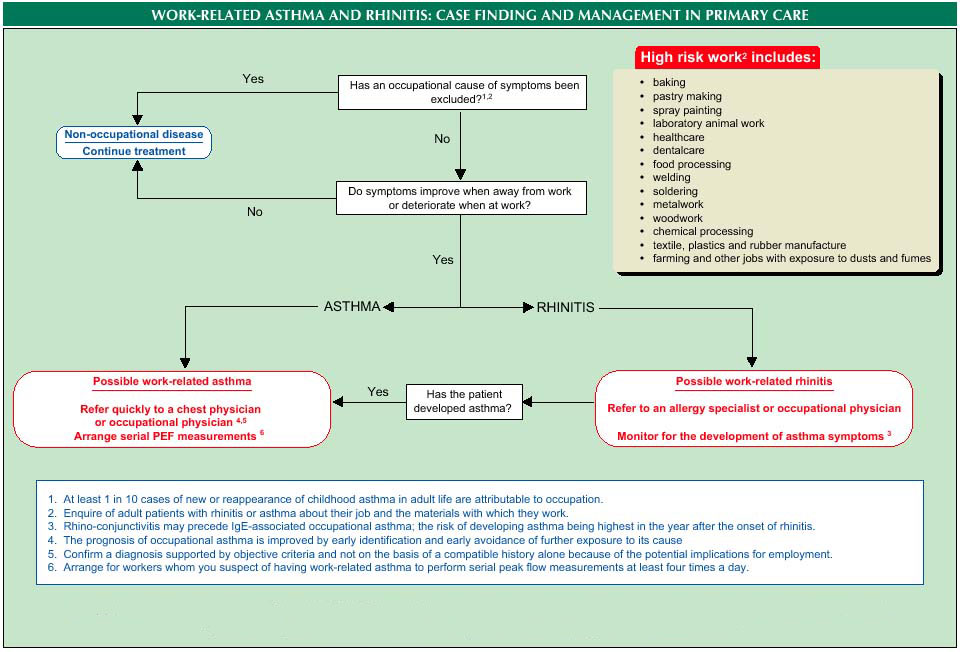 WORK-RELATED ASTHMA AND RHINITIS: CASE FINDING AND MANAGEMENT IN PRIMARY CARE
Yes
Has an occupational cause of symptoms been
excluded?1,2
High risk work2 includes:
• baking
• pastry making
• spray painting
• laboratory animal work
• healthcare
• dentalcare
• food processing
• welding
• soldering
• metalwork
• woodwork
• chemical processing
• textile, plastics and rubber manufacture
• farming and other jobs with exposure to dusts and fumes
Non-occupational disease
Continue treatment
No
Do symptoms improve when away from work
or deteriorate when at work?
No
Yes
ASTHMA
RHINITIS
Possible work-related asthma
Refer quickly to a chest physician
or occupational physician 4,5
Arrange serial PEF measurements 6
Yes
Has the patient
developed asthma?
Possible work-related rhinitis
Refer to an allergy specialist or occupational physician
Monitor for the development of asthma symptoms 3
1. At least 1 in 10 cases of new or reappearance of childhood asthma in adult life are attributable to occupation.
2. Enquire of adult patients with rhinitis or asthma about their job and the materials with which they work.
3. Rhino-conjunctivitis may precede IgE-associated occupational asthma; the risk of developing asthma being highest in the year after the onset of rhinitis.
4. The prognosis of occupational asthma is improved by early identification and early avoidance of further exposure to its cause
5. Confirm a diagnosis supported by objective criteria and not on the basis of a compatible history alone because of the potential implications for employment.
6. Arrange for workers whom you suspect of having work-related asthma to perform serial peak flow measurements at least four times a day.